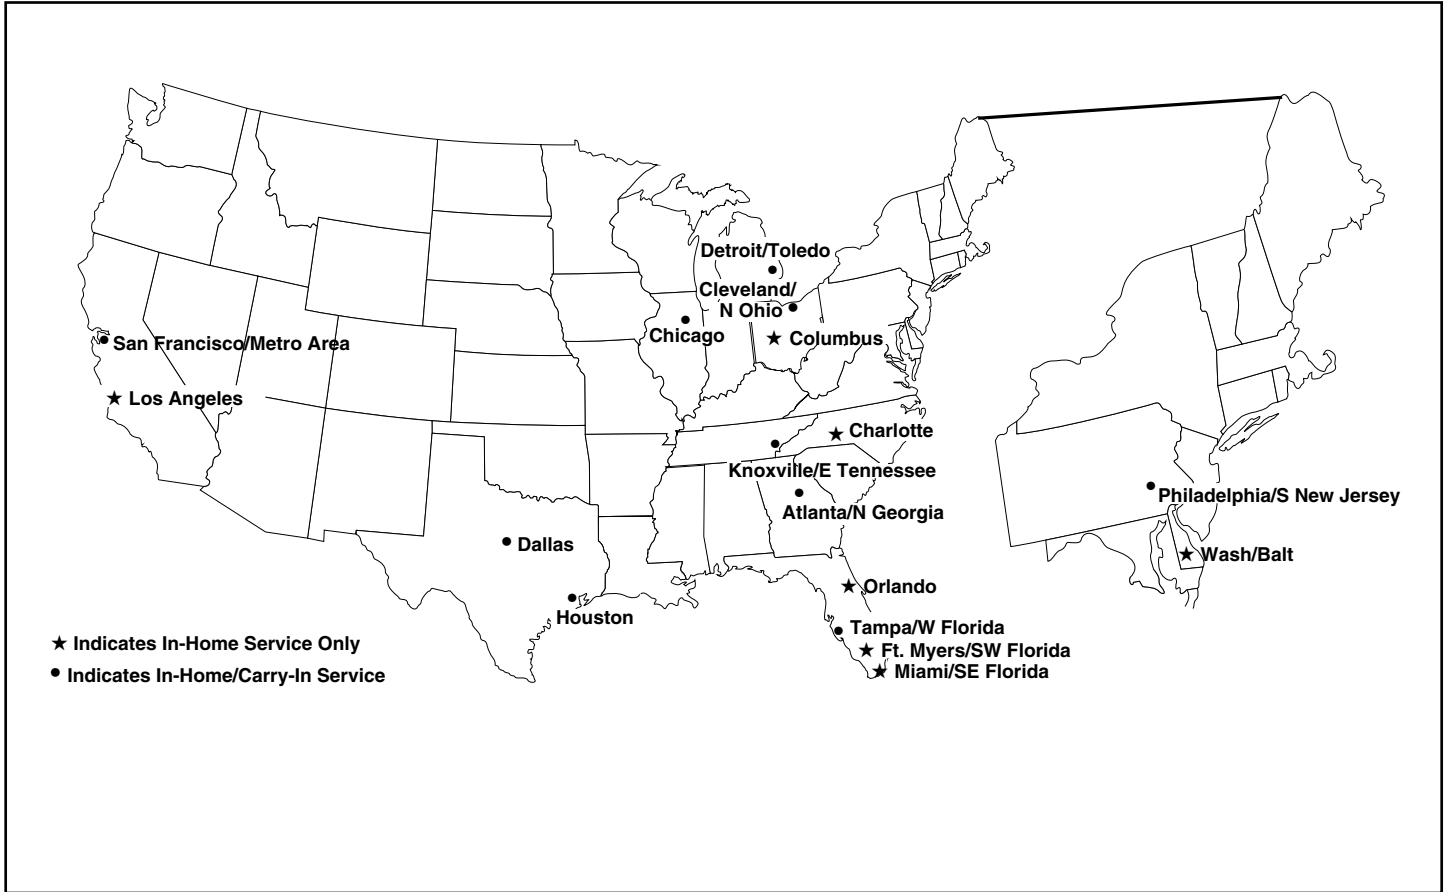 Detroit/Toledo
Cleveland/
N Ohio
Chicago
Columbus
San Francisco/Metro Area
Los Angeles
Charlotte
Knoxville/E Tennessee
Atlanta/N Georgia
Philadelphia/S New Jersey
Dallas
Wash/Balt
Orlando
Houston
Tampa/W Florida
★ Indicates In-Home Service Only
Ft. Myers/SW Florida
Miami/SE Florida
● Indicates In-Home/Carry-In Service